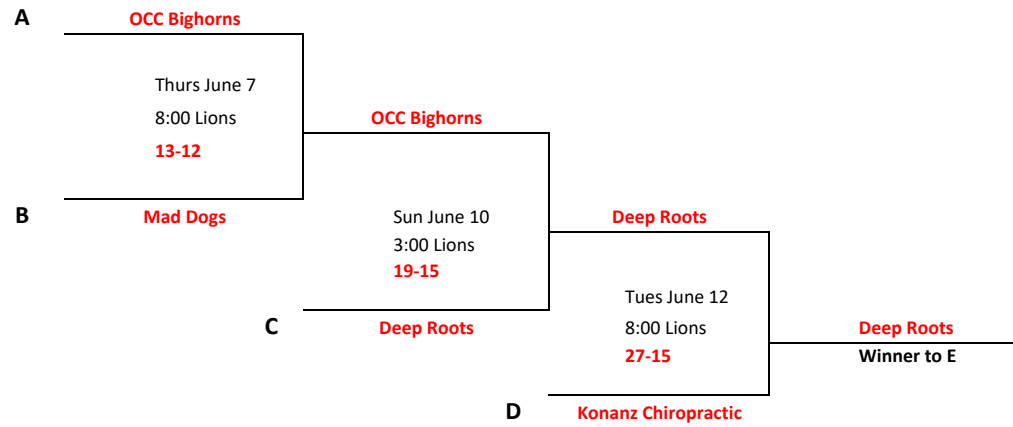 A
OCC Bighorns
Thurs June 7
8:00 Lions
13-12
B
Mad Dogs
OCC Bighorns
Sun June 10
3:00 Lions
19-15
C
Deep Roots
Deep Roots
Tues June 12
8:00 Lions
27-15
D
Konanz Chiropractic
Deep Roots
Winner to E